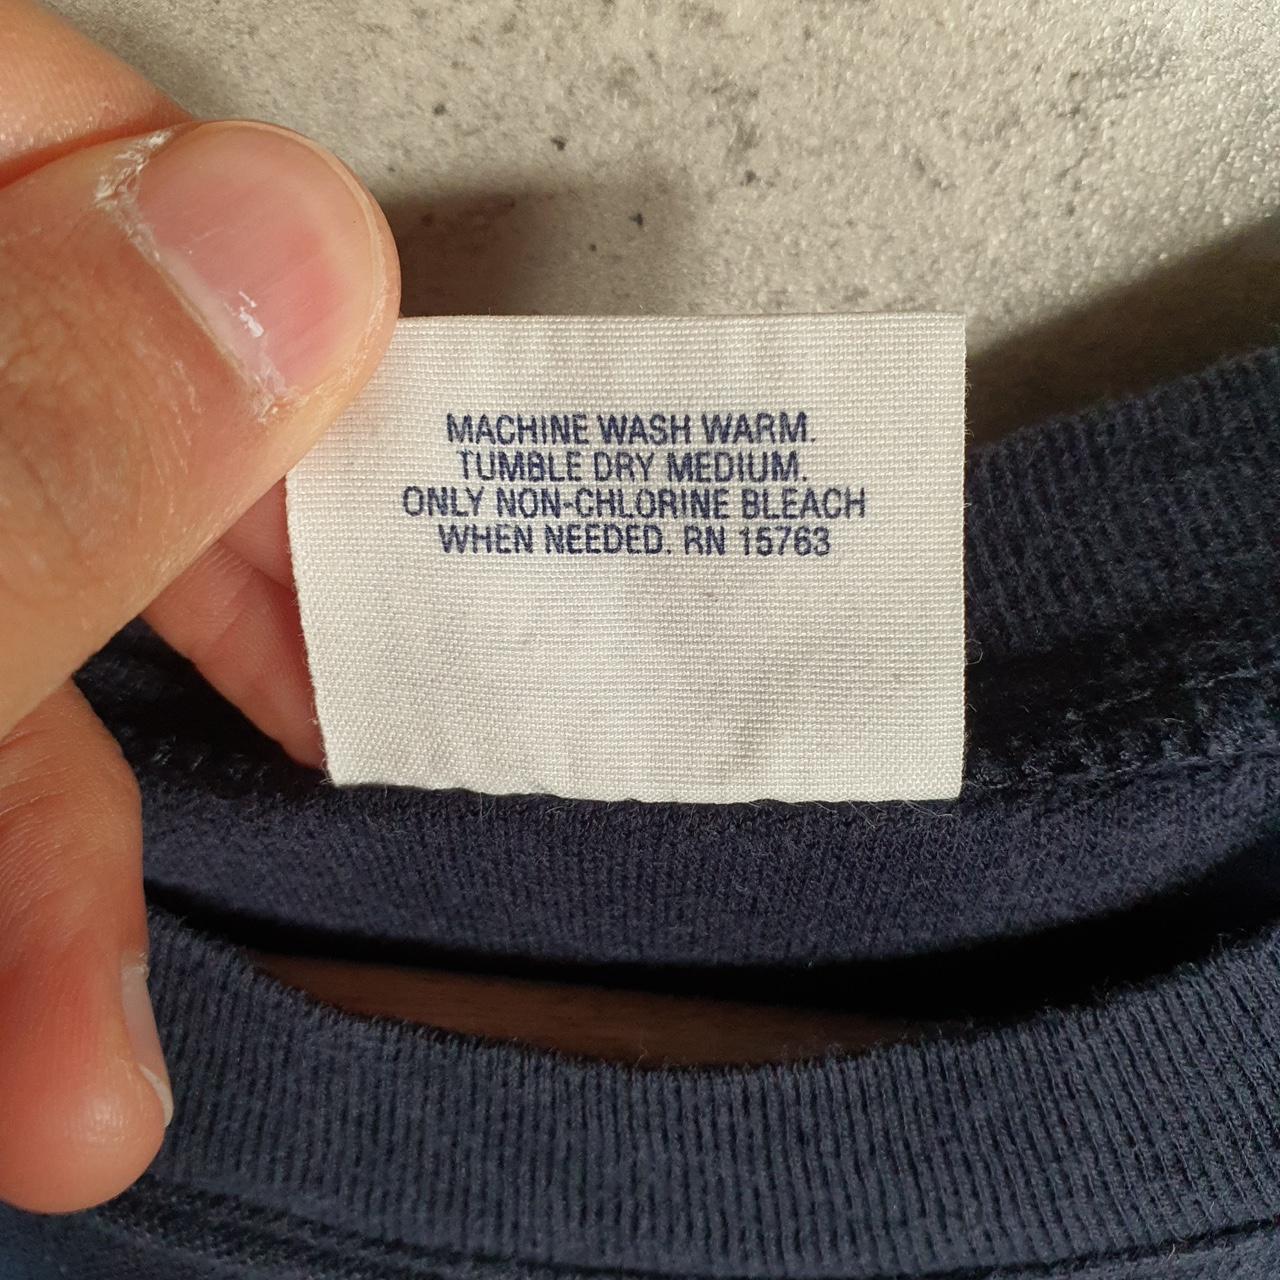 MACHINE WASH WARM.
TUMBLE DRY MEDIUM.
ONLY NON-CHLORINE BLEACH
WHEN NEEDED. RN 15763